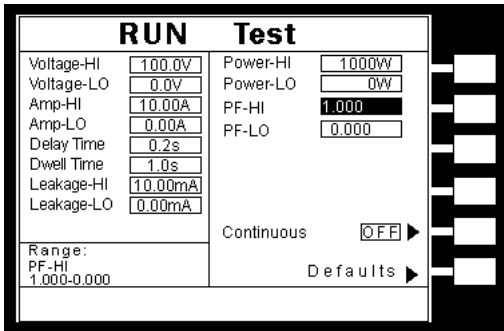 RUN Test
Voltage-HI 100.0V
Voltage-LO 0.0V
Amp-HI 10.00A
Amp-LO 0.00A
Delay Time 0.2s
Dwell Time 1.0s
Leakage-HI 10.00mA
Leakage-LO 0.00mA
Range:
PF-HI
1.000-0.000
Power-HI 1000W
Power-LO 0W
PF-HI 1.000
PF-LO 0.000
Continuous OFF
Defaults